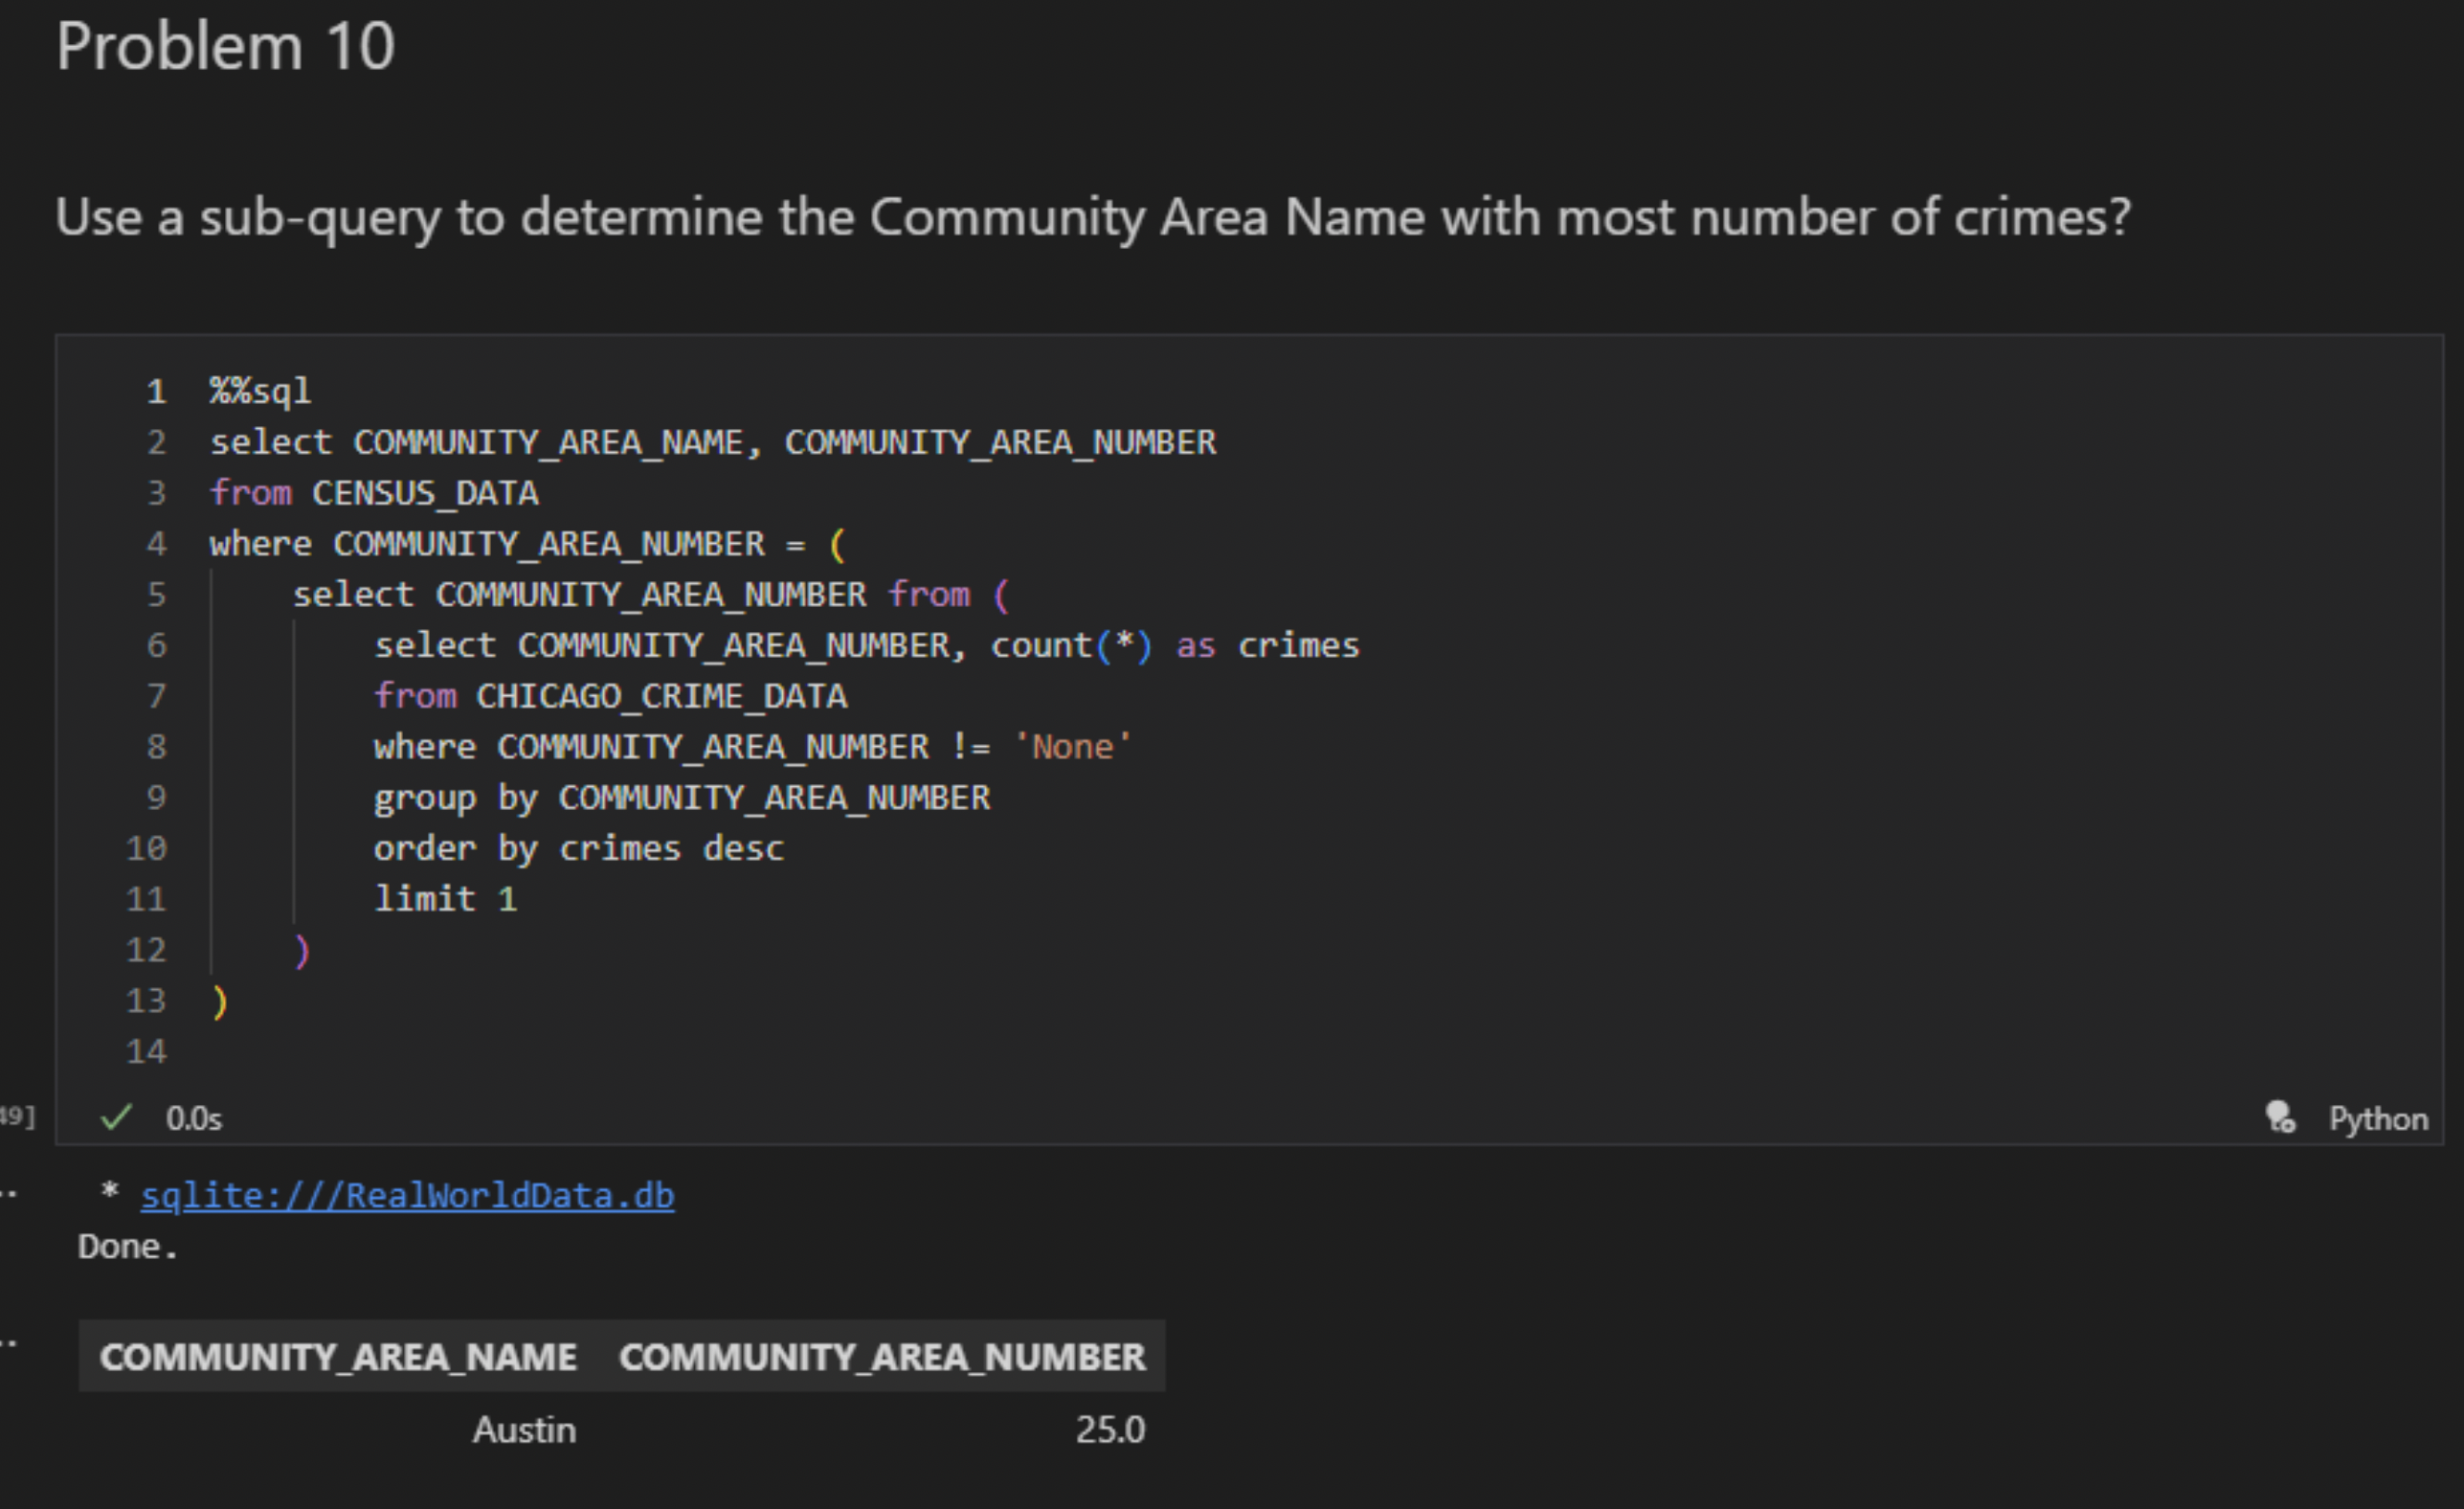 Problem 10
Use a sub-query to determine the Community Area Name with most number of crimes?
1 %%sql
2 select COMMUNITY_AREA_NAME, COMMUNITY_AREA_NUMBER
3 from CENSUS_DATA
4 where COMMUNITY_AREA_NUMBER = (
5 select COMMUNITY_AREA_NUMBER from (
6 select COMMUNITY_AREA_NUMBER, count(*) as crimes
7 from CHICAGO_CRIME_DATA
8 where COMMUNITY_AREA_NUMBER != 'None'
9 group by COMMUNITY_AREA_NUMBER
10 order by crimes desc
11 limit 1
12 )
13 )
14
49] 0.0s Python
* sqlite:///RealWorldData.db
Done.
COMMUNITY_AREA_NAME COMMUNITY_AREA_NUMBER
Austin 25.0